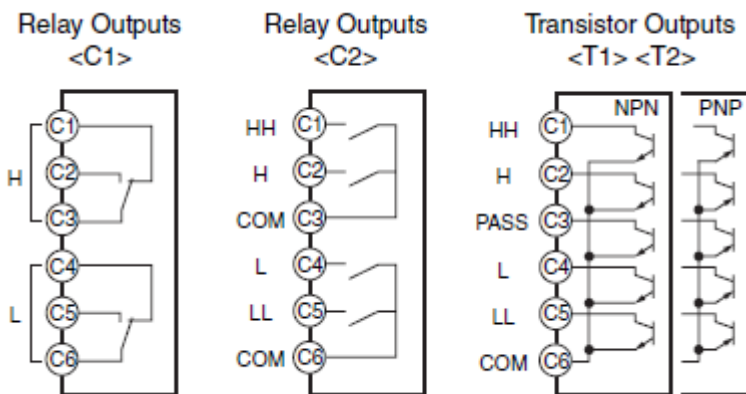 Relay Outputs
<C1>
H
C1
C2
C3
L
C4
C5
C6
Relay Outputs
<C2>
HH C1
H C2
COM C3
L C4
LL C5
COM C6
Transistor Outputs
<T1> <T2>
NPN PNP
HH C1
H C2
PASS C3
L C4
LL C5
COM C6